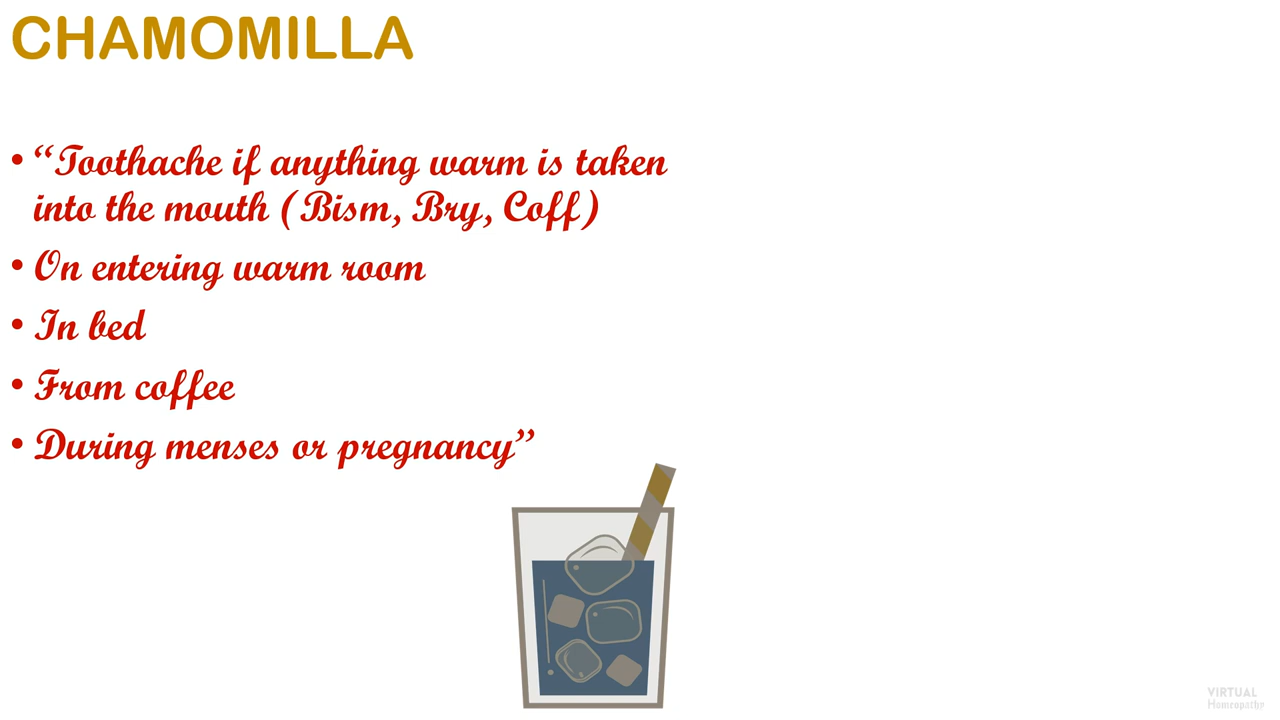 CHAMOMILLA
• “Toothache if anything warm is taken
into the mouth (Bism, Bry, Coff)
• On entering warm room
• In bed
• From coffee
• During menses or pregnancy”
VIRTUAL
Homeopathy